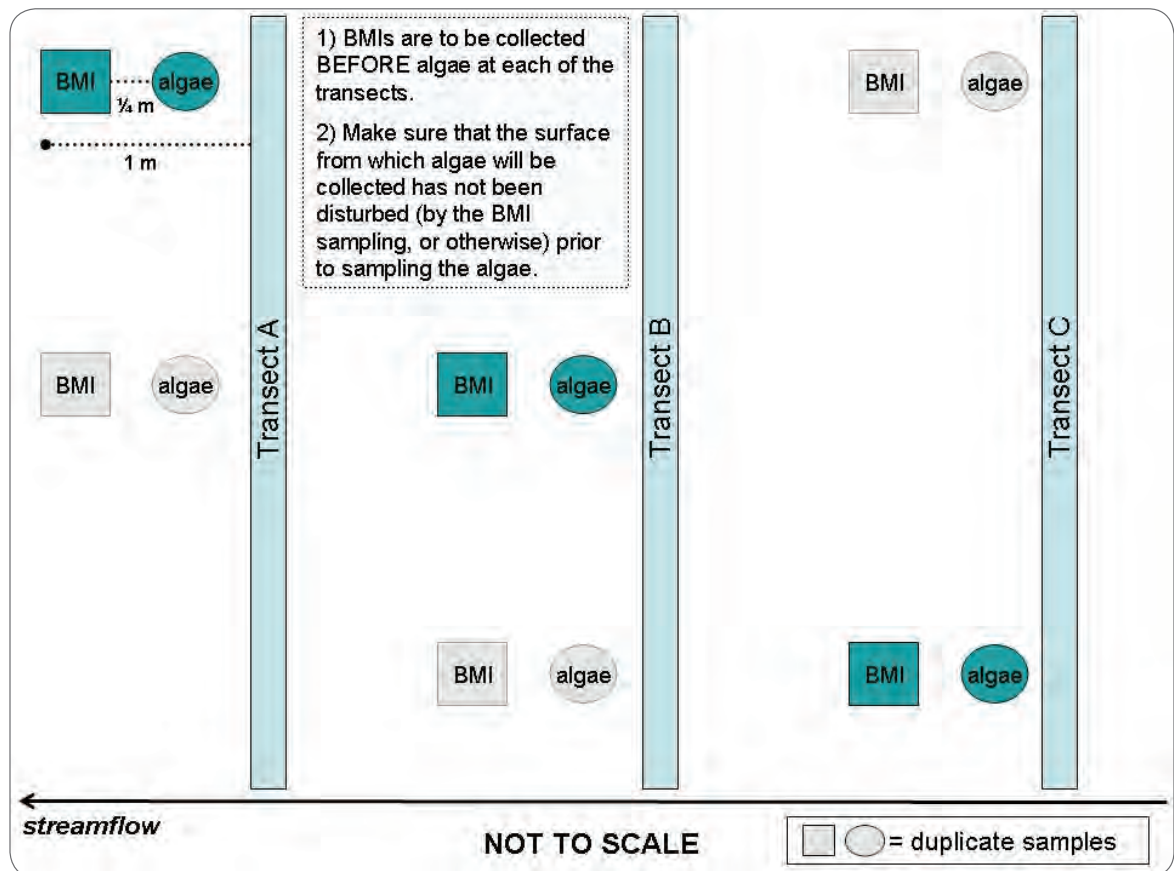 BMI
algae
¼ m
1 m
1) BMIs are to be collected
BEFORE algae at each of the
transects.
2) Make sure that the surface
from which algae will be
collected has not been
disturbed (by the BMI
sampling, or otherwise) prior
to sampling the algae.
BMI
algae
Transect A
Transect B
Transect C
BMI
algae
BMI
algae
BMI
algae
BMI
algae
streamflow
NOT TO SCALE
= duplicate samples